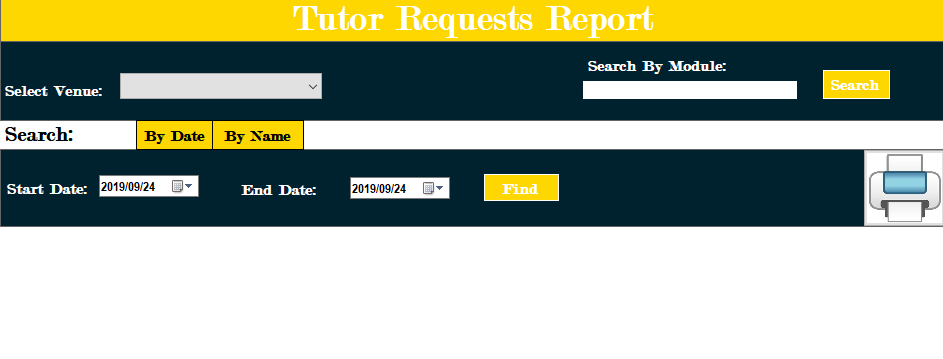 Tutor Requests Report
Search By Module:
Select Venue:
Search
Search:
By Date
By Name
Start Date:
2019/09/24
End Date:
2019/09/24
Find